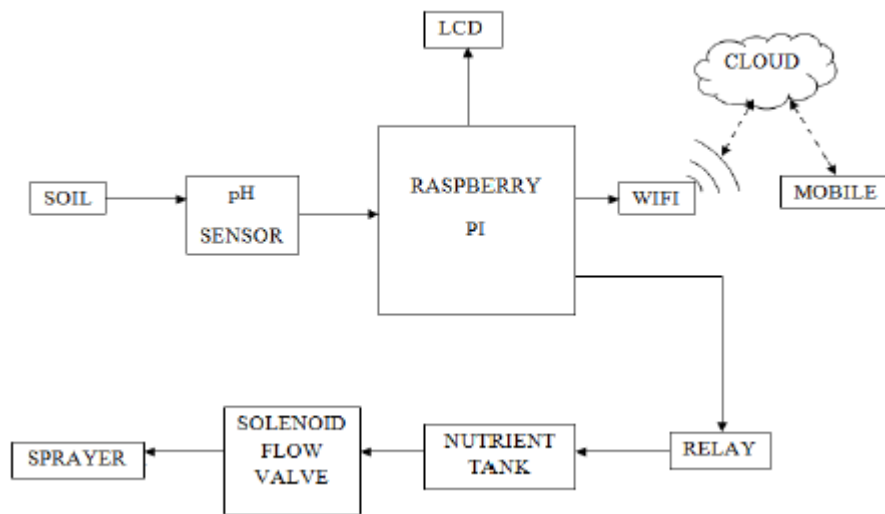 LCD
CLOUD
SOIL
pH
SENSOR
RASPBERRY
PI
WIFI
MOBILE
SPRAYER
SOLENOID
FLOW
VALVE
NUTRIENT
TANK
RELAY